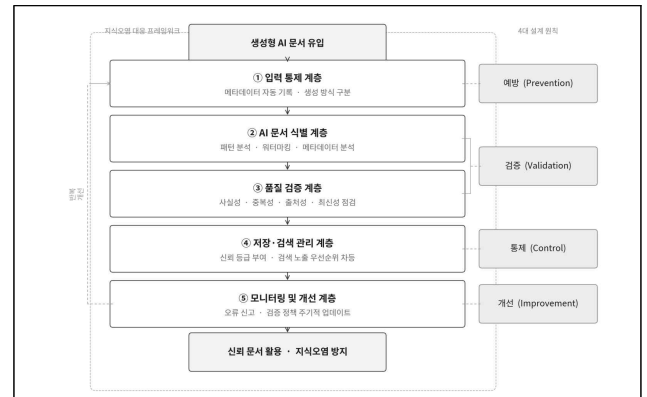 지식오염 대응 프레임워크
4대 설계 원칙
생성형 AI 문서 유입
① 입력 통제 계층
메타데이터 자동 기록 · 생성 방식 구분
예방 (Prevention)
② AI 문서 식별 계층
패턴 분석 · 워터마킹 · 메타데이터 분석
검증 (Validation)
③ 품질 검증 계층
사실성 · 중복성 · 출처성 · 최신성 점검
반복
개선
④ 저장·검색 관리 계층
신뢰 등급 부여 · 검색 노출 우선순위 차등
통제 (Control)
⑤ 모니터링 및 개선 계층
오류 신고 · 검증 정책 주기적 업데이트
개선 (Improvement)
신뢰 문서 활용 · 지식오염 방지